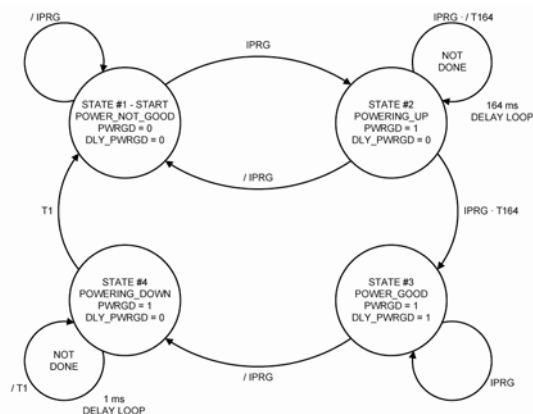 / IPRG
IPRG
IPRG · / T164
NOT
DONE
STATE #1 - START
POWER_NOT_GOOD
PWRGD = 0
DLY_PWRGD = 0
STATE #2
POWERING_UP
PWRGD = 1
DLY_PWRGD = 0
164 ms
DELAY LOOP
/ IPRG
T1
IPRG · T164
STATE #4
POWERING_DOWN
PWRGD = 1
DLY_PWRGD = 0
STATE #3
POWER_GOOD
PWRGD = 1
DLY_PWRGD = 1
NOT
DONE
/ T1
1 ms
DELAY LOOP
/ IPRG
IPRG